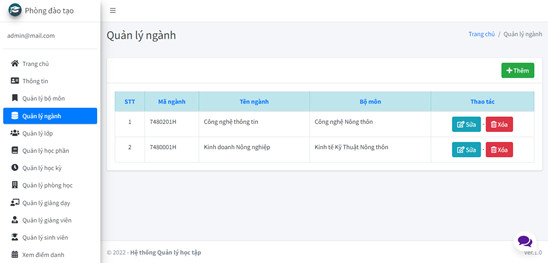 Phòng đào tạo
admin@mail.com
Trang chủ
Thông tin
Quản lý bộ môn
Quản lý ngành
Quản lý lớp
Quản lý học phần
Quản lý học kỳ
Quản lý phòng học
Quản lý giảng dạy
Quản lý giảng viên
Quản lý sinh viên
Xem điểm danh
Quản lý ngành
Trang chủ / Quản lý ngành
Thêm
STT Mã ngành Tên ngành Bộ môn Thao tác
1 7480201H Công nghệ thông tin Công nghệ Nông thôn Sửa - Xóa
2 7480001H Kinh doanh Nông nghiệp Kinh tế Kỹ Thuật Nông thôn Sửa - Xóa
© 2022 - Hệ thống Quản lý học tập